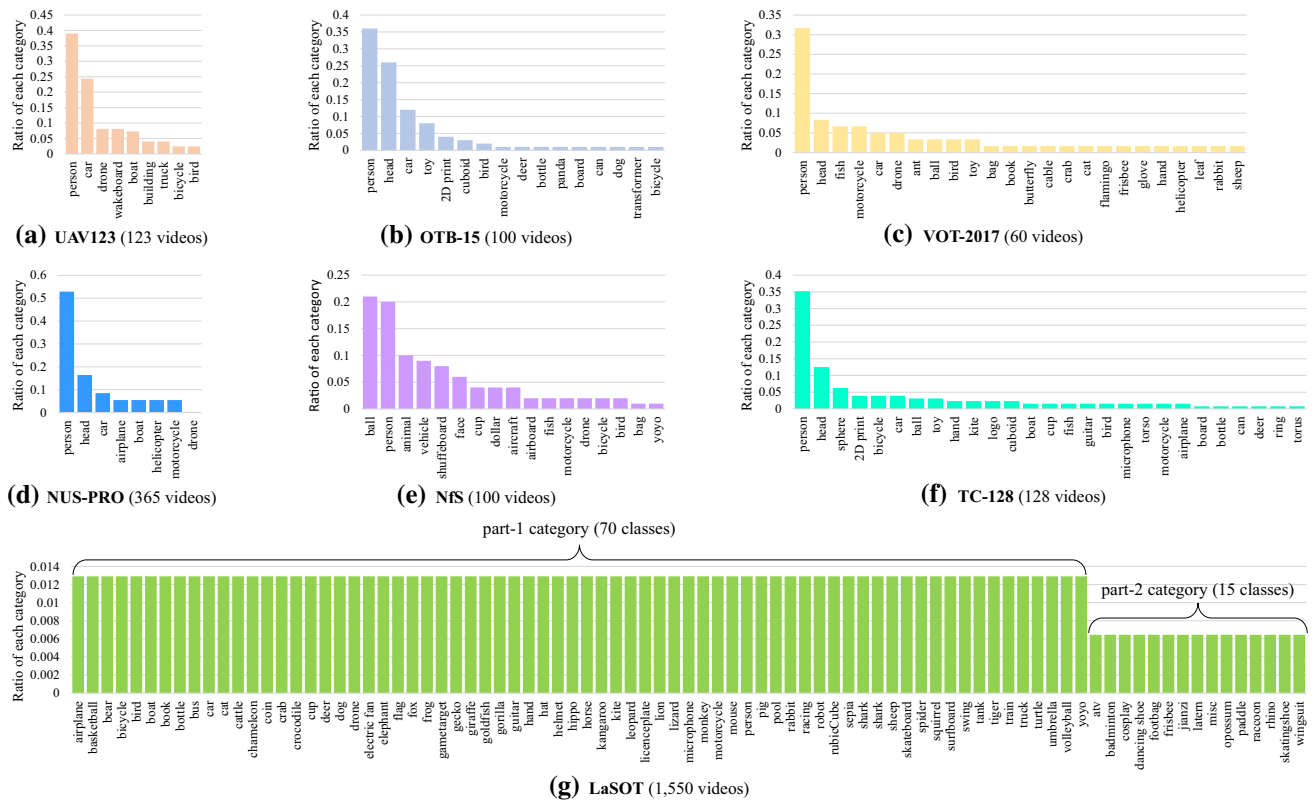 Ratio of each category
0.45
0.4
0.35
0.3
0.25
0.2
0.15
0.1
0.05
0
person
car
drone
wakeboard
boat
building
truck
bicycle
bird
(a) UAV123 (123 videos)
Ratio of each category
0.4
0.35
0.3
0.25
0.2
0.15
0.1
0.05
0
person
head
car
toy
2D print
cuboid
bird
motorcycle
deer
bottle
panda
board
can
dog
transformer
bicycle
(b) OTB-15 (100 videos)
Ratio of each category
0.35
0.3
0.25
0.2
0.15
0.1
0.05
0
person
head
fish
motorcycle
car
drone
ant
ball
bird
toy
bag
book
butterfly
cable
crab
cat
flamingo
frisbee
glove
hand
helicopter
leaf
rabbit
sheep
(c) VOT-2017 (60 videos)
Ratio of each category
0.6
0.5
0.4
0.3
0.2
0.1
0
person
head
car
airplane
boat
helicopter
motorcycle
drone
(d) NUS-PRO (365 videos)
Ratio of each category
0.25
0.2
0.15
0.1
0.05
0
ball
person
animal
vehicle
shuffeboard
face
cup
dollar
aircraft
airboard
fish
motorcycle
drone
bicycle
bird
bag
yoyo
(e) NfS (100 videos)
Ratio of each category
0.4
0.35
0.3
0.25
0.2
0.15
0.1
0.05
0
person
head
sphere
2D print
bicycle
car
ball
toy
hand
kite
logo
cuboid
boat
cup
fish
guitar
bird
microphone
torso
motorcycle
airplane
board
bottle
can
deer
ring
torus
(f) TC-128 (128 videos)
part-1 category (70 classes)
part-2 category (15 classes)
Ratio of each category
0.014
0.012
0.01
0.008
0.006
0.004
0.002
0
airplane
basketball
bear
bicycle
bird
boat
book
bottle
bus
car
cat
cattle
chameleon
coin
crab
crocodile
cup
deer
dog
drone
electric fan
elephant
flag
fox
frog
gametarget
gecko
giraffe
goldfish
gorilla
guitar
hand
hat
helmet
hippo
horse
kangaroo
kite
leopard
licenceplate
lion
lizard
microphone
monkey
motorcycle
mouse
person
pig
pool
rabbit
racing
robot
rubicCube
sepia
shark
shark
sheep
skateboard
spider
squirrel
surfboard
swing
tank
tiger
train
truck
turtle
umbrella
volleyball
yoyo
atv
badminton
cosplay
dancing shoe
footbag
frisbee
jianzi
latern
misc
opossum
paddle
raccoon
rhino
skatingshoe
wingsuit
(g) LaSOT (1,550 videos)